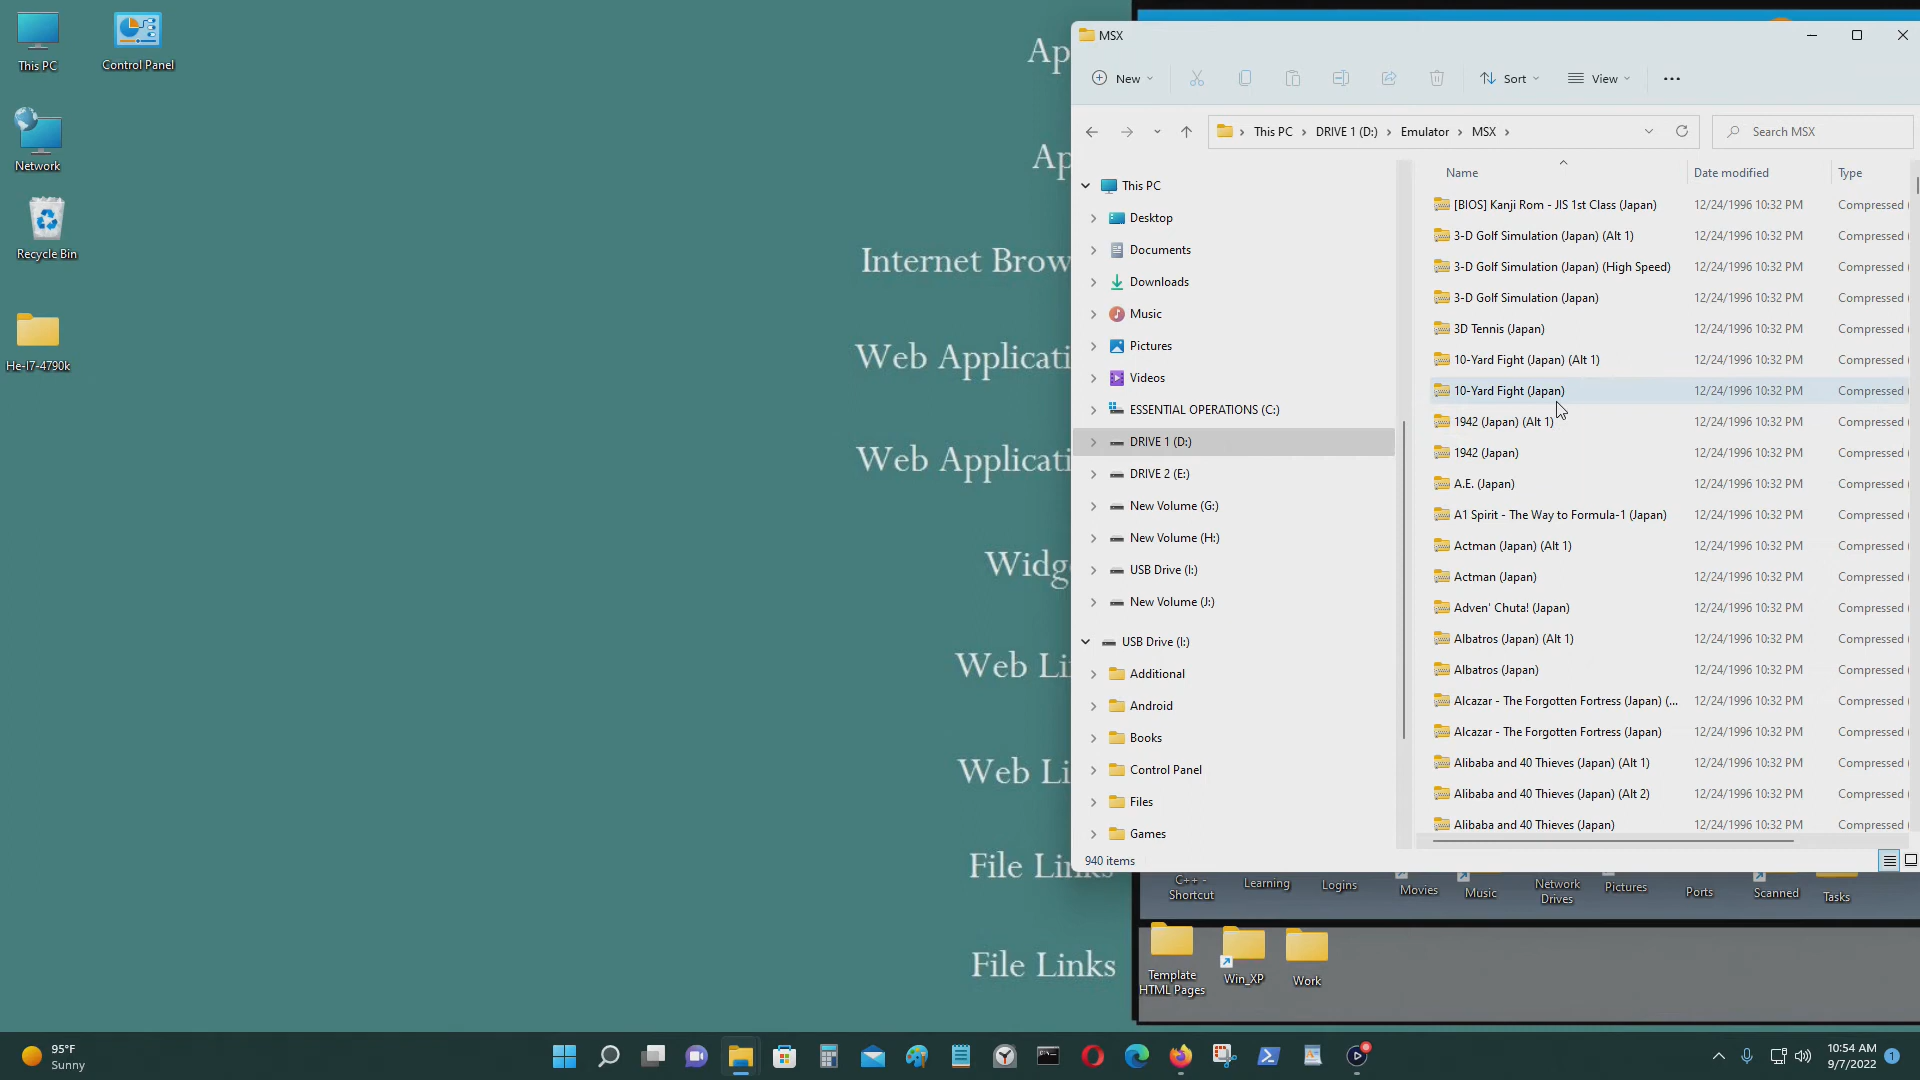 This PC
Control Panel
Network
Recycle Bin
He-I7-4790k
Ap
Ap
Internet Brow
Web Applicati
Web Applicati
Widg
Web Li
Web Li
File Links
File Links
MSX
New
Sort
View
This PC
DRIVE 1 (D:)
Emulator
MSX
Search MSX
This PC
Desktop
Documents
Downloads
Music
Pictures
Videos
ESSENTIAL OPERATIONS (C:)
DRIVE 1 (D:)
DRIVE 2 (E:)
New Volume (G:)
New Volume (H:)
USB Drive (I:)
New Volume (J:)
USB Drive (I:)
Additional
Android
Books
Control Panel
Files
Games
Name Date modified Type
[BIOS] Kanji Rom - JIS 1st Class (Japan) 12/24/1996 10:32 PM Compressed (
3-D Golf Simulation (Japan) (Alt 1) 12/24/1996 10:32 PM Compressed (
3-D Golf Simulation (Japan) (High Speed) 12/24/1996 10:32 PM Compressed (
3-D Golf Simulation (Japan) 12/24/1996 10:32 PM Compressed (
3D Tennis (Japan) 12/24/1996 10:32 PM Compressed (
10-Yard Fight (Japan) (Alt 1) 12/24/1996 10:32 PM Compressed (
10-Yard Fight (Japan) 12/24/1996 10:32 PM Compressed (
1942 (Japan) (Alt 1) 12/24/1996 10:32 PM Compressed (
1942 (Japan) 12/24/1996 10:32 PM Compressed (
A.E. (Japan) 12/24/1996 10:32 PM Compressed (
A1 Spirit - The Way to Formula-1 (Japan) 12/24/1996 10:32 PM Compressed (
Actman (Japan) (Alt 1) 12/24/1996 10:32 PM Compressed (
Actman (Japan) 12/24/1996 10:32 PM Compressed (
Adven' Chuta! (Japan) 12/24/1996 10:32 PM Compressed (
Albatros (Japan) (Alt 1) 12/24/1996 10:32 PM Compressed (
Albatros (Japan) 12/24/1996 10:32 PM Compressed (
Alcazar - The Forgotten Fortress (Japan) (... 12/24/1996 10:32 PM Compressed (
Alcazar - The Forgotten Fortress (Japan) 12/24/1996 10:32 PM Compressed (
Alibaba and 40 Thieves (Japan) (Alt 1) 12/24/1996 10:32 PM Compressed (
Alibaba and 40 Thieves (Japan) (Alt 2) 12/24/1996 10:32 PM Compressed (
Alibaba and 40 Thieves (Japan) 12/24/1996 10:32 PM Compressed (
940 items
C++ -
Shortcut
Learning
Logins
Movies
Music
Network
Drives
Pictures
Ports
Scanned
Tasks
Template
HTML Pages
Win_XP
Work
95°F
Sunny
10:54 AM
9/7/2022
1